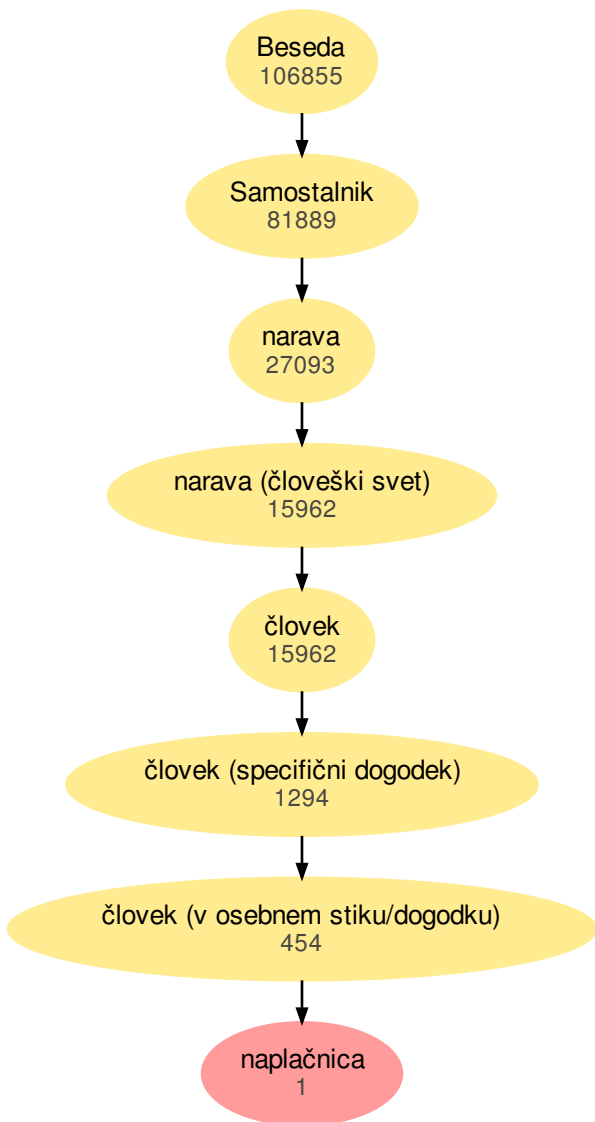 Beseda
106855
Samostalnik
81889
narava
27093
narava (človeški svet)
15962
človek
15962
človek (specifični dogodek)
1294
človek (v osebnem stiku/dogodku)
454
naplačnica
1